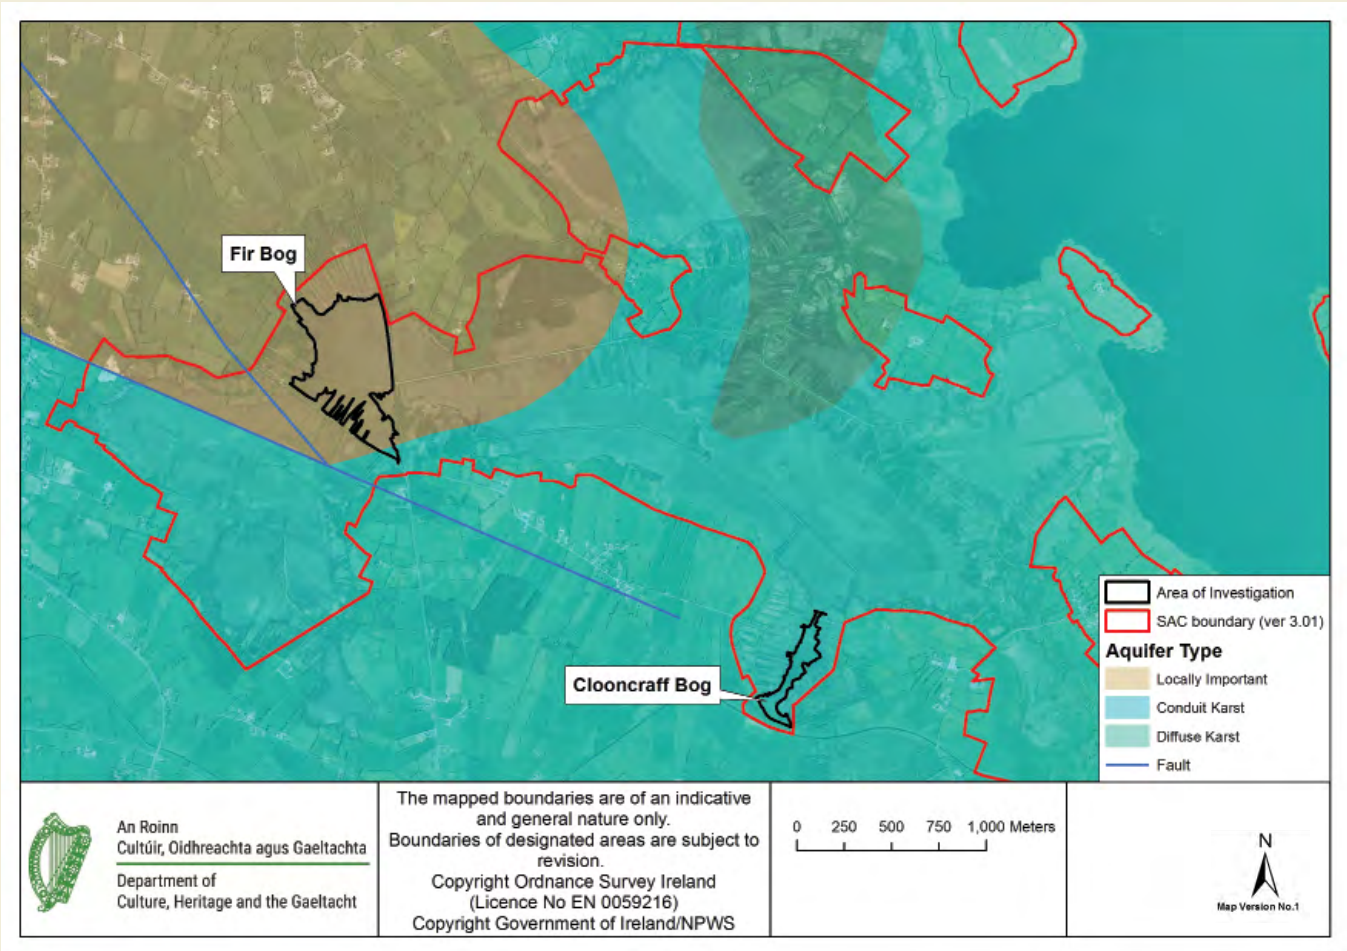 Fir Bog
Clooncraff Bog
Area of Investigation
SAC boundary (ver 3.01)
Aquifer Type
Locally Important
Conduit Karst
Diffuse Karst
Fault
An Roinn
Cultúir, Oidhreachta agus Gaeltachta
Department of
Culture, Heritage and the Gaeltacht
The mapped boundaries are of an indicative
and general nature only.
Boundaries of designated areas are subject to
revision.
Copyright Ordnance Survey Ireland
(Licence No EN 0059216)
Copyright Government of Ireland/NPWS
0 250 500 750 1,000 Meters
N
Map Version No.1